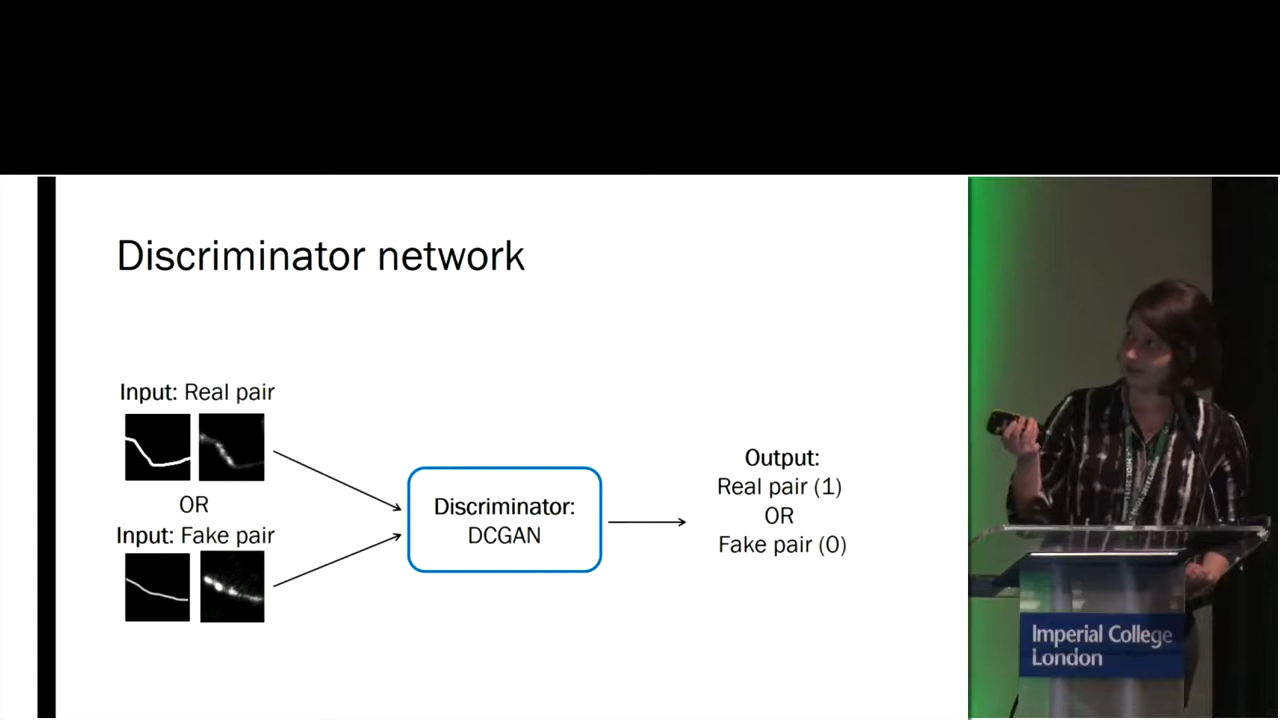 Discriminator network
Input: Real pair
OR
Input: Fake pair
Discriminator:
DCGAN
Output:
Real pair (1)
OR
Fake pair (0)
Imperial College
London